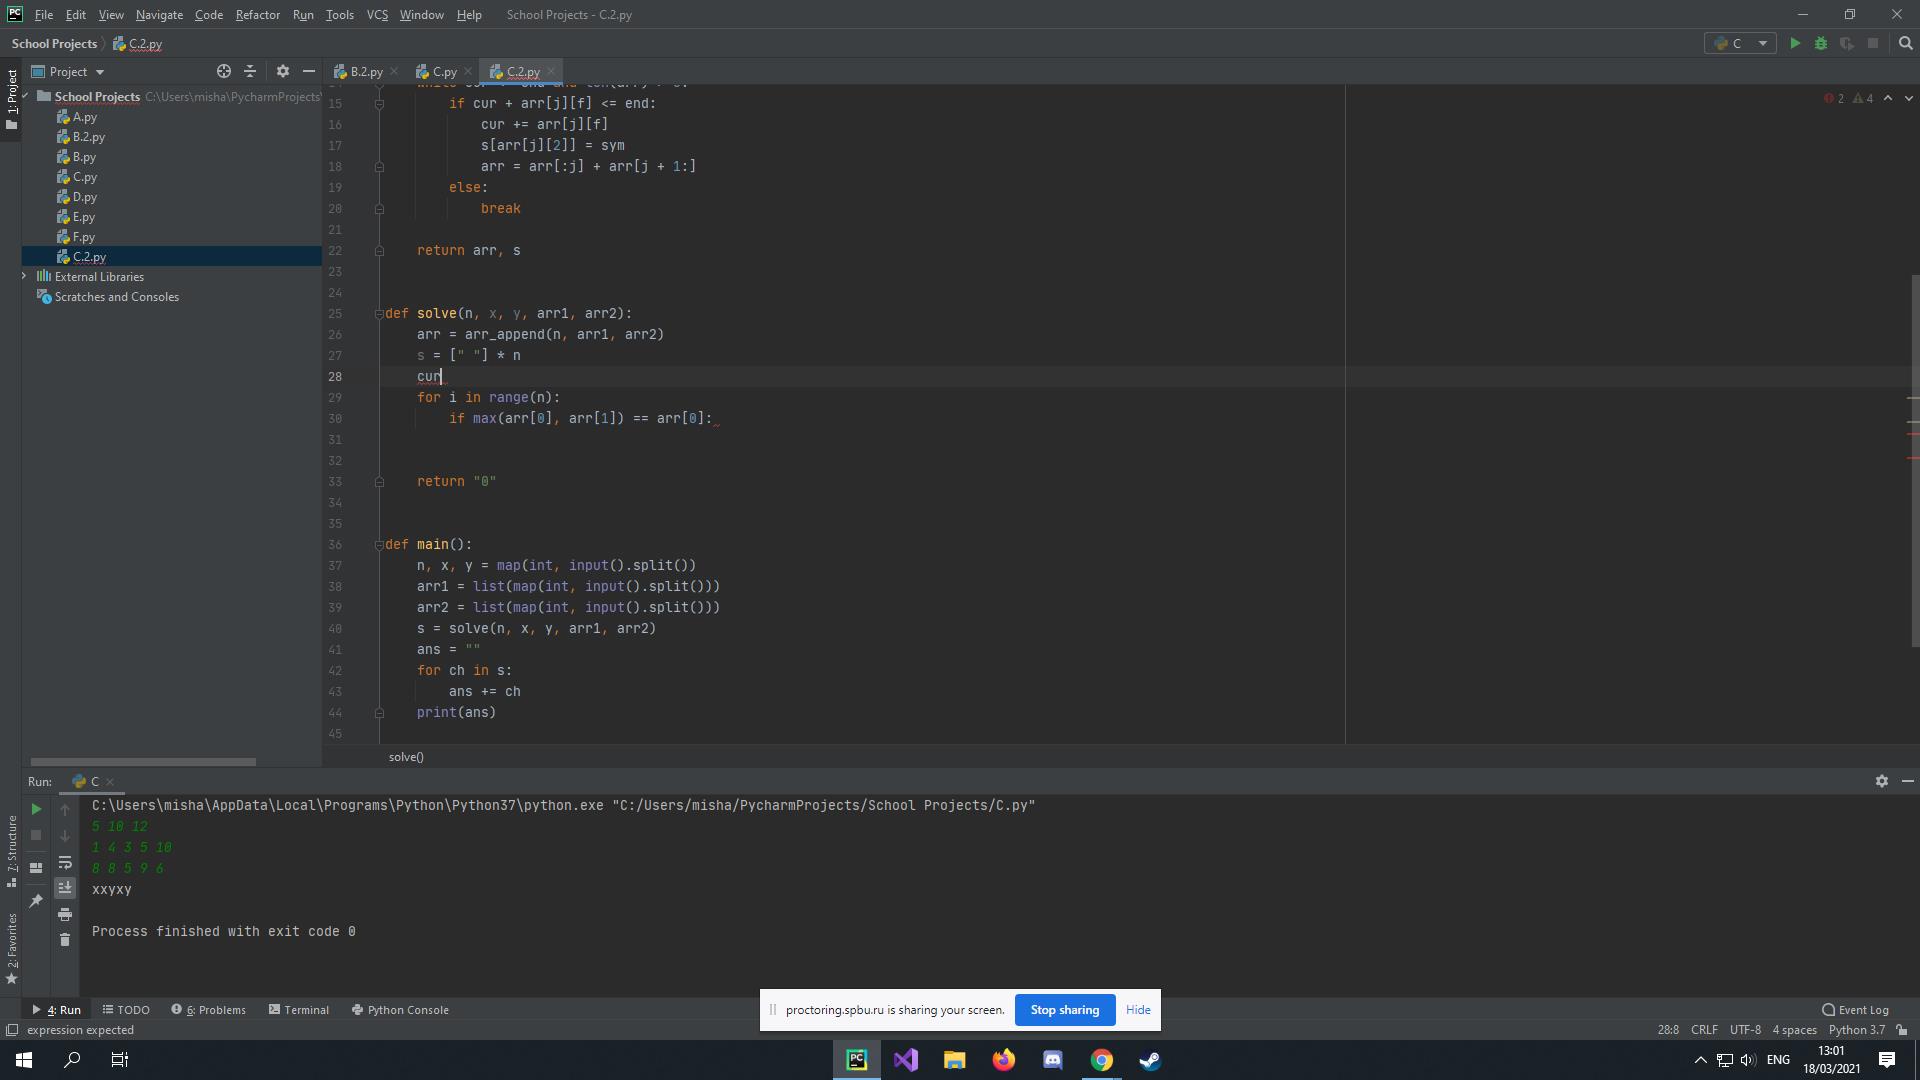 PC File Edit View Navigate Code Refactor Run Tools VCS Window Help School Projects - C.2.py
School Projects C.2.py C
Project B.2.py C.py C.2.py
1: Project
School Projects C:\Users\misha\PycharmProjects\
A.py
B.2.py
B.py
C.py
D.py
E.py
F.py
C.2.py
External Libraries
Scratches and Consoles
2 4
15 if cur + arr[j][f] <= end:
16 cur += arr[j][f]
17 s[arr[j][2]] = sym
18 arr = arr[:j] + arr[j + 1:]
19 else:
20 break
21
22 return arr, s
23
24
25 def solve(n, x, y, arr1, arr2):
26 arr = arr_append(n, arr1, arr2)
27 s = [" "] * n
28 cur
29 for i in range(n):
30 if max(arr[0], arr[1]) == arr[0]:
31
32
33 return "0"
34
35
36 def main():
37 n, x, y = map(int, input().split())
38 arr1 = list(map(int, input().split()))
39 arr2 = list(map(int, input().split()))
40 s = solve(n, x, y, arr1, arr2)
41 ans = ""
42 for ch in s:
43 ans += ch
44 print(ans)
45
solve()
Run: C
C:\Users\misha\AppData\Local\Programs\Python\Python37\python.exe "C:/Users/misha/PycharmProjects/School Projects/C.py"
5 10 12
1 4 3 5 10
8 8 5 9 6
xxyxy
Process finished with exit code 0
7: Structure
2: Favorites
proctoring.spbu.ru is sharing your screen. Stop sharing Hide
4: Run TODO 6: Problems Terminal Python Console Event Log
expression expected 28:8 CRLF UTF-8 4 spaces Python 3.7
PC ENG 13:01
18/03/2021